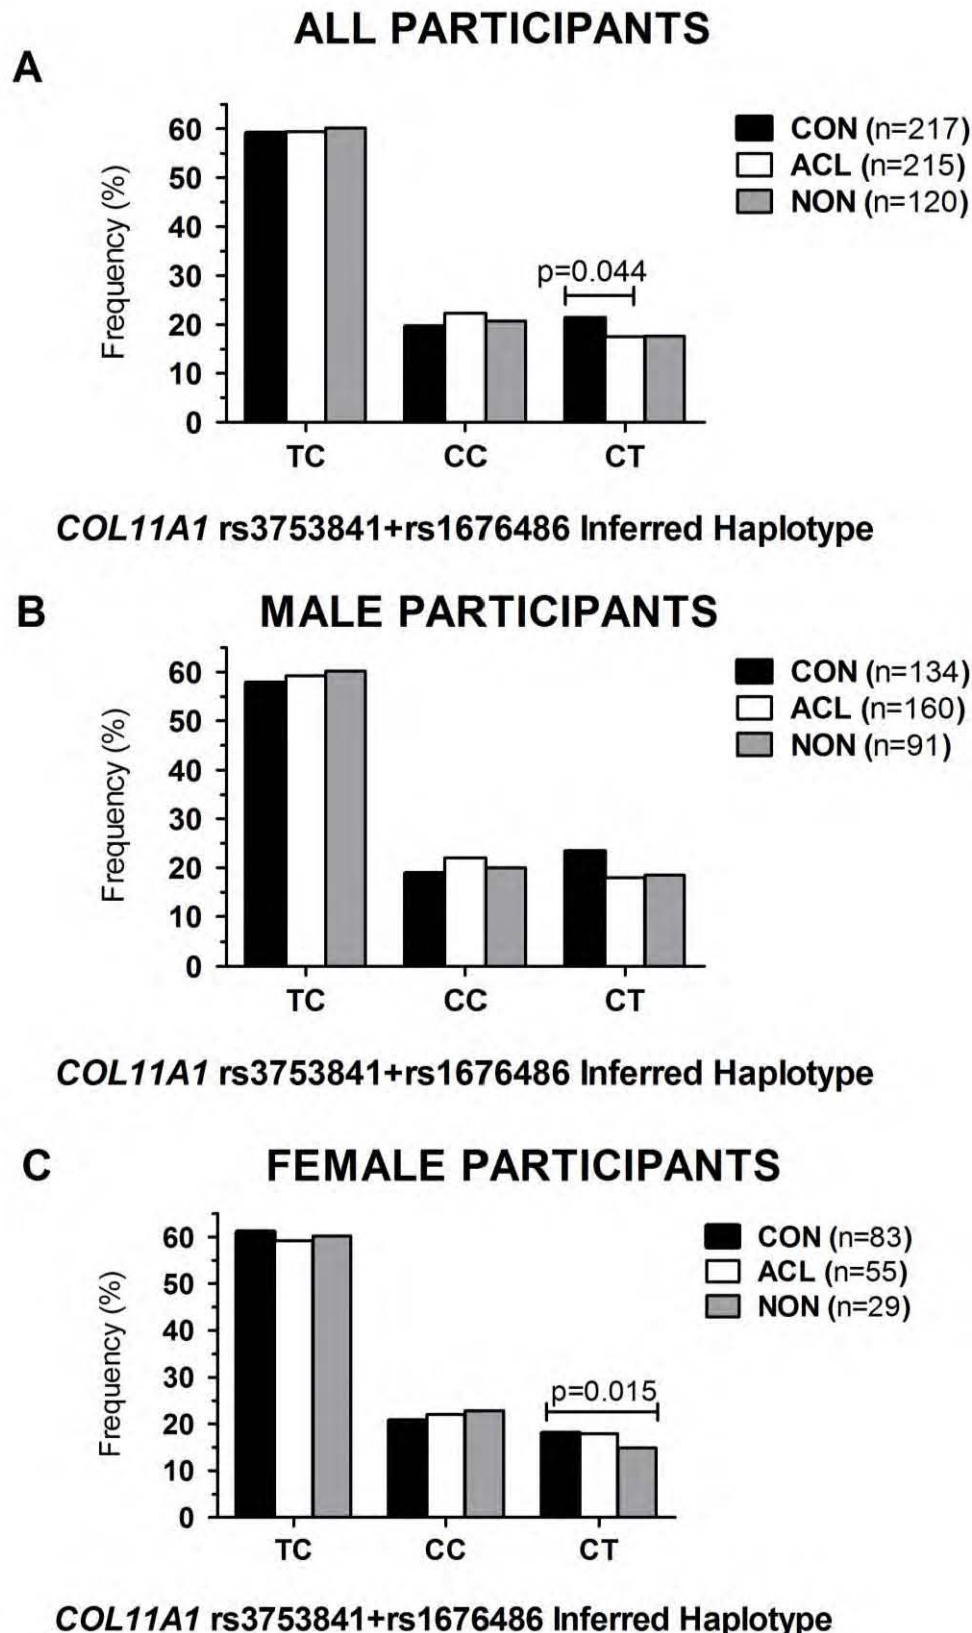 ALL PARTICIPANTS
A
Frequency (%)
60
50
40
30
20
10
0
CON (n=217)
ACL (n=215)
NON (n=120)
p=0.044
TC CC CT
COL11A1 rs3753841+rs1676486 Inferred Haplotype
B MALE PARTICIPANTS
Frequency (%)
60
50
40
30
20
10
0
CON (n=134)
ACL (n=160)
NON (n=91)
TC CC CT
COL11A1 rs3753841+rs1676486 Inferred Haplotype
C FEMALE PARTICIPANTS
Frequency (%)
60
50
40
30
20
10
0
CON (n=83)
ACL (n=55)
NON (n=29)
p=0.015
TC CC CT
COL11A1 rs3753841+rs1676486 Inferred Haplotype